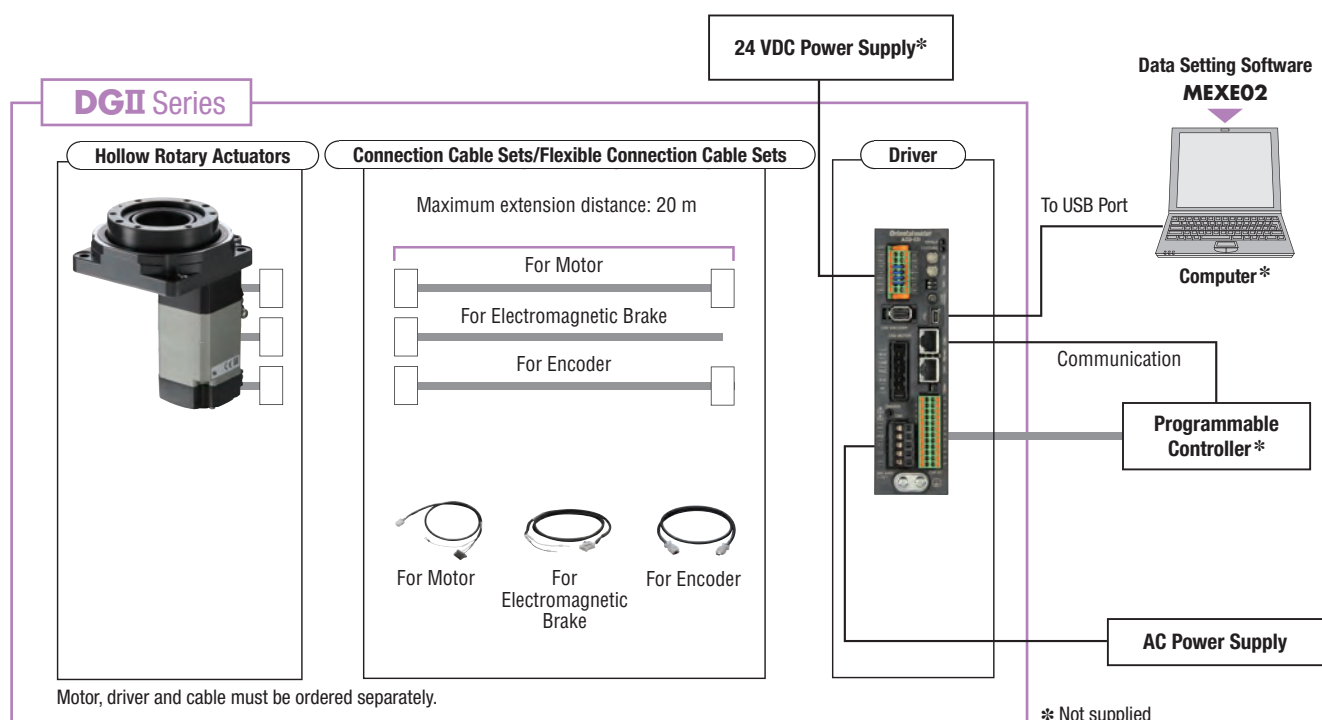 24 VDC Power Supply*
Data Setting Software
MEXE02
DGII Series
Hollow Rotary Actuators
Connection Cable Sets/Flexible Connection Cable Sets
Driver
Maximum extension distance: 20 m
To USB Port
For Motor
For Electromagnetic Brake
For Encoder
Computer*
Communication
Programmable
Controller*
For Motor
For
Electromagnetic
Brake
For Encoder
AC Power Supply
Motor, driver and cable must be ordered separately.
* Not supplied